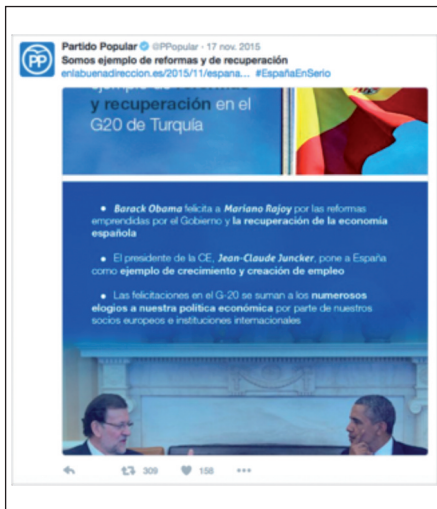 PP
Partido Popular @PPopular · 17 nov. 2015
Somos ejemplo de reformas y de recuperación
enlabuenadireccion.es/2015/11/espana... #EspañaEnSerio
y recuperación en el
G20 de Turquía
• Barack Obama felicita a Mariano Rajoy por las reformas
emprendidas por el Gobierno y la recuperación de la economía
española
• El presidente de la CE, Jean-Claude Juncker, pone a España
como ejemplo de crecimiento y creación de empleo
• Las felicitaciones en el G-20 se suman a los numerosos
elogios a nuestra política económica por parte de nuestros
socios europeos e instituciones internacionales
309 158